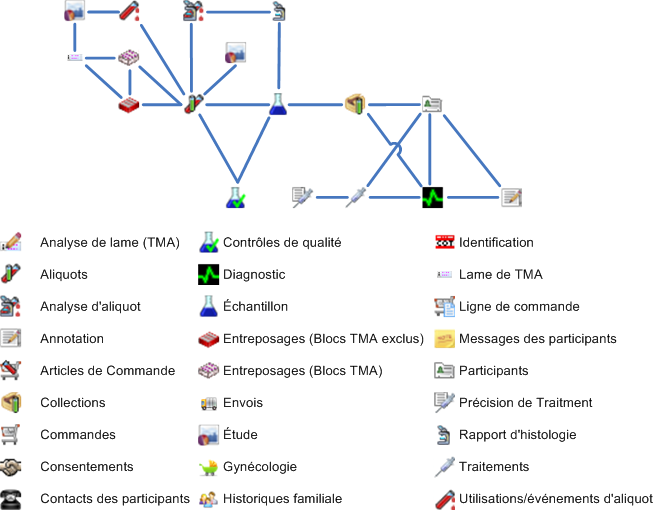 Analyse de lame (TMA)
Contrôles de qualité
Identification
Aliquots
Diagnostic
Lame de TMA
Analyse d'aliquot
Échantillon
Ligne de commande
Annotation
Entreposages (Blocs TMA exclus)
Messages des participants
Articles de Commande
Entreposages (Blocs TMA)
Participants
Collections
Envois
Précision de Traitment
Commandes
Étude
Rapport d'histologie
Consentements
Gynécologie
Traitements
Contacts des participants
Historiques familiale
Utilisations/événements d'aliquot